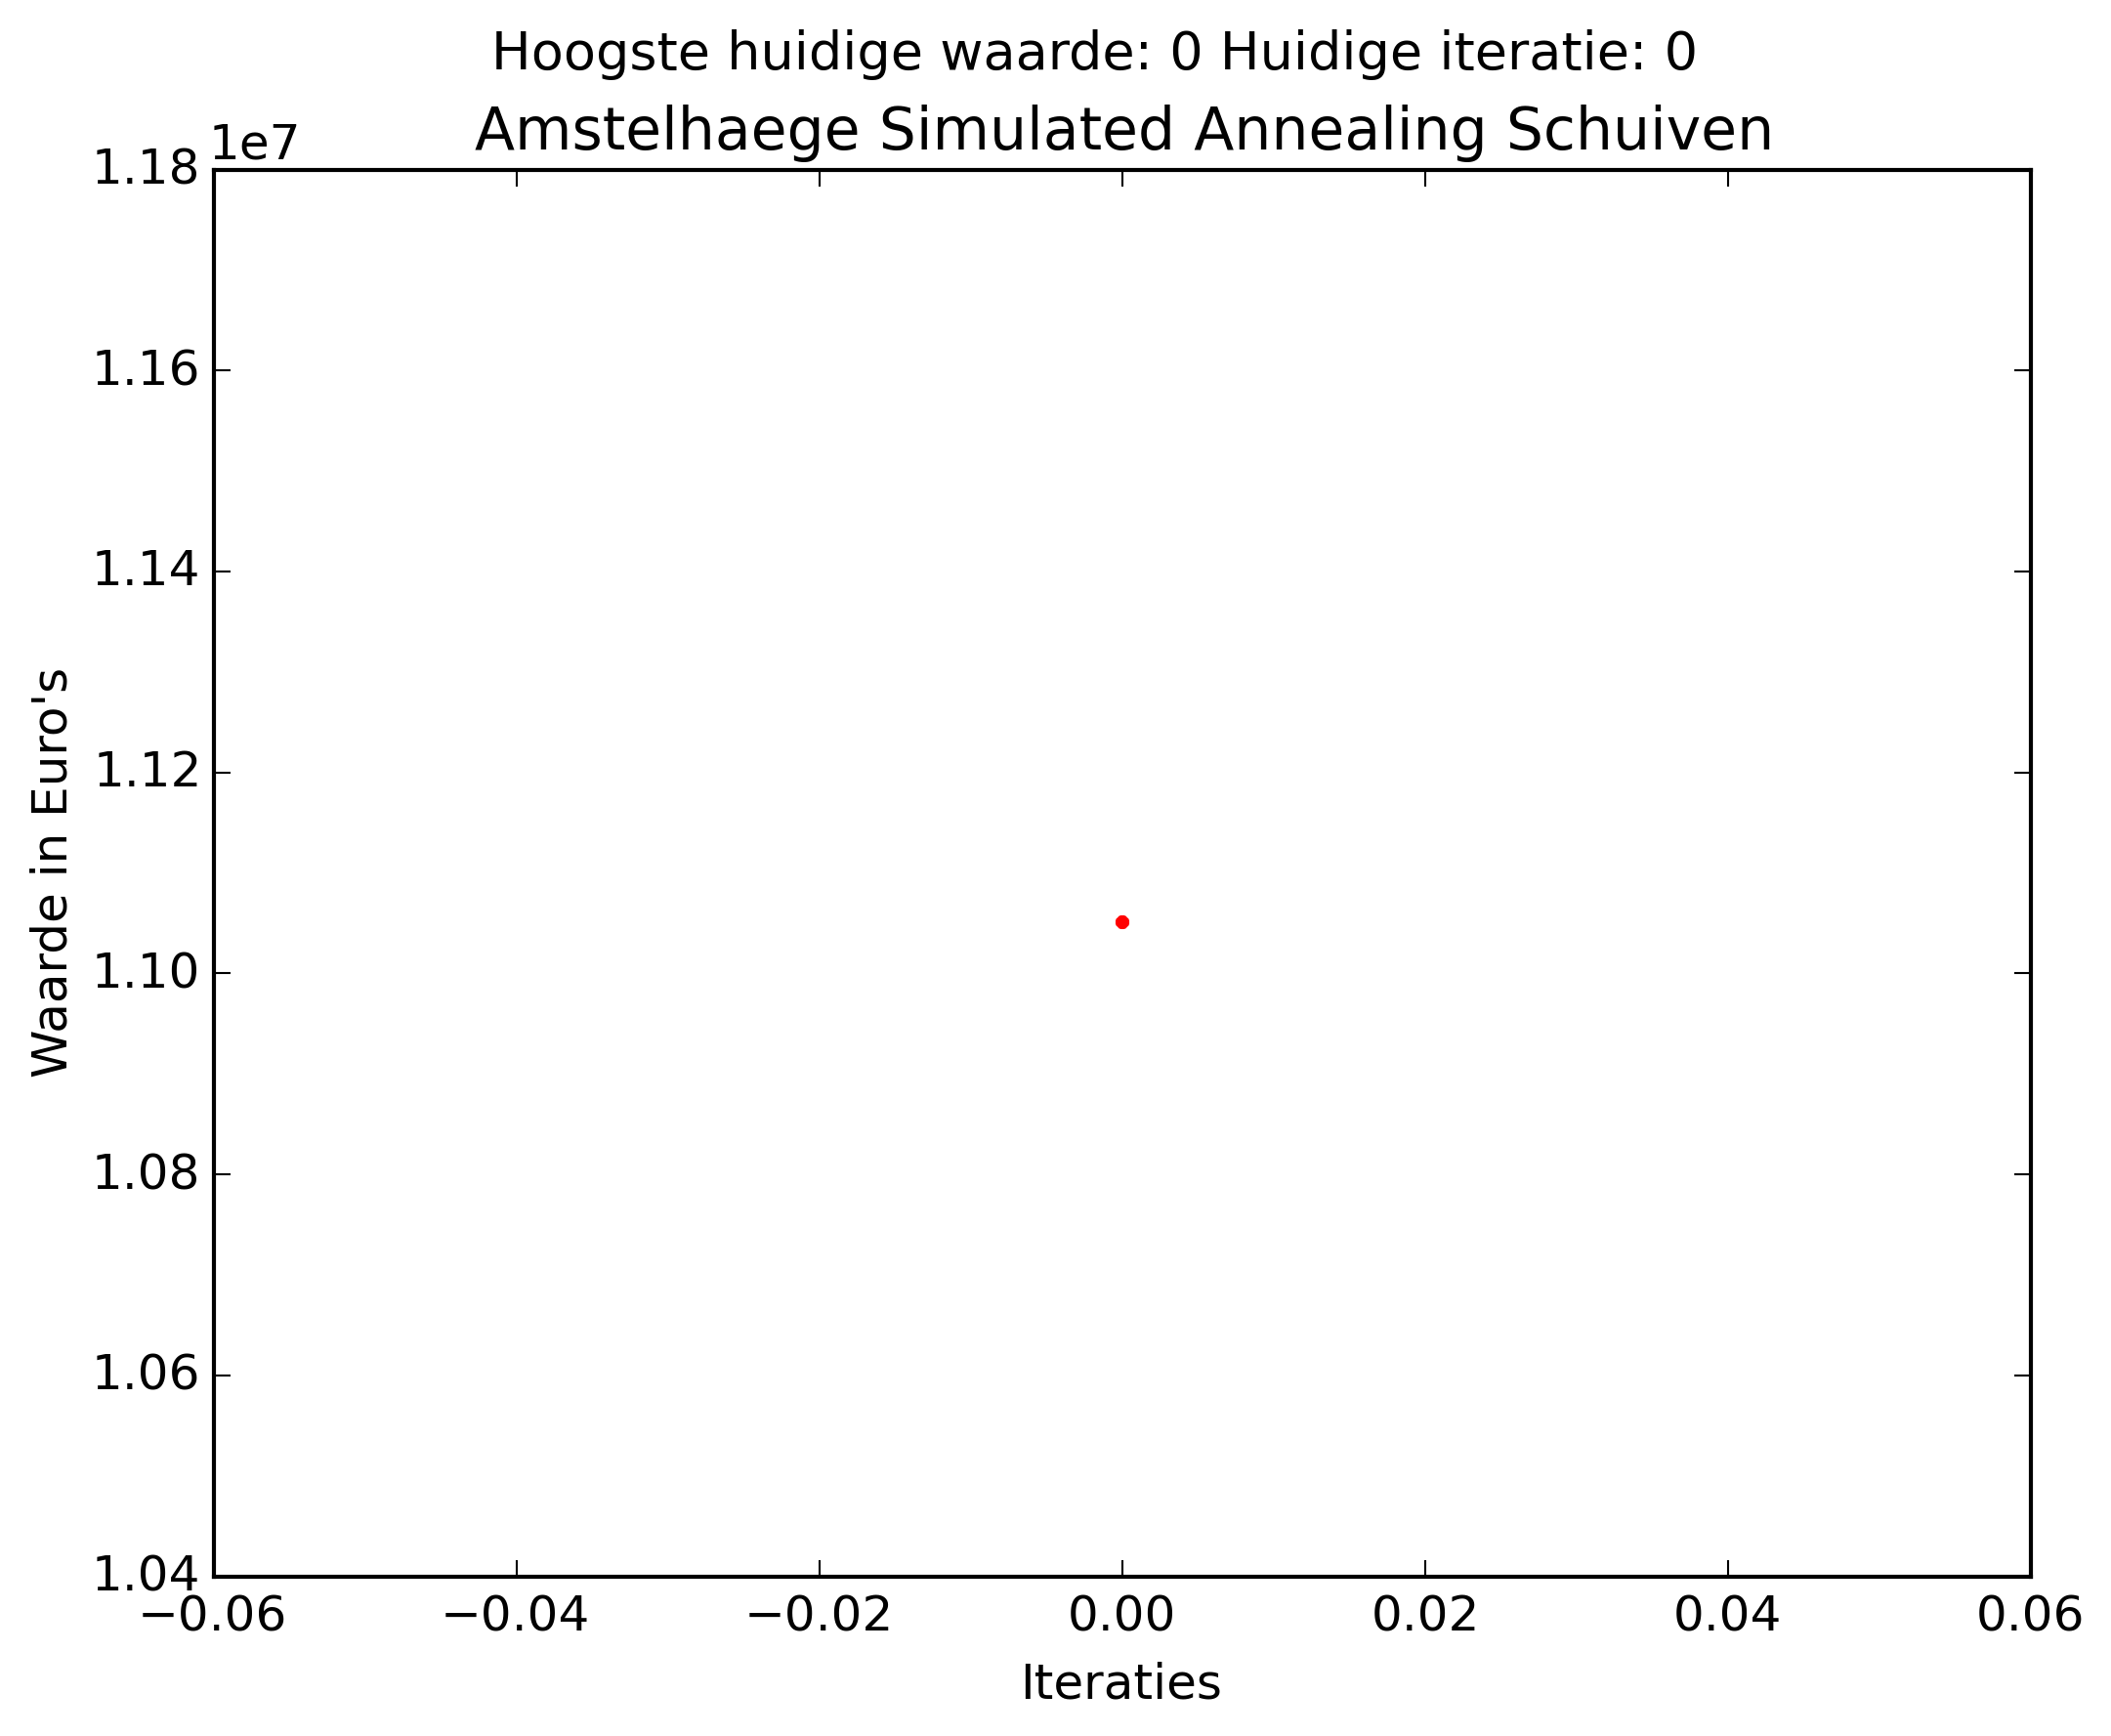 Hoogste huidige waarde: 0 Huidige iteratie: 0
Amstelhaege Simulated Annealing Schuiven
1e7
1.18
1.16
1.14
1.12
1.10
1.08
1.06
1.04
Waarde in Euro's
−0.06 −0.04 −0.02 0.00 0.02 0.04 0.06
Iteraties